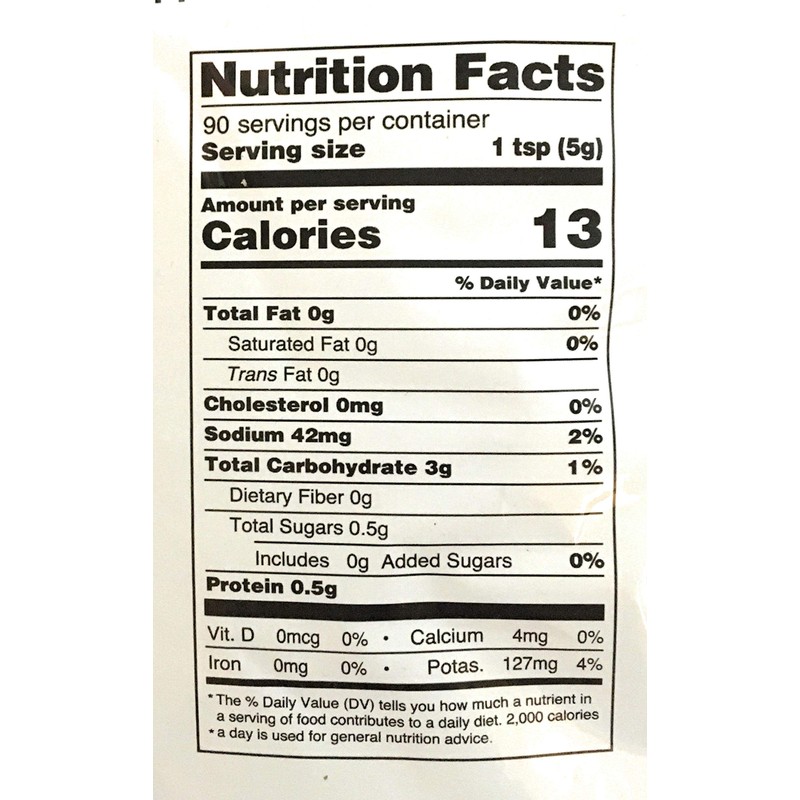 Nutrition Facts
90 servings per container
Serving size 1 tsp (5g)
Amount per serving
Calories 13
% Daily Value*
Total Fat 0g 0%
Saturated Fat 0g 0%
Trans Fat 0g
Cholesterol 0mg 0%
Sodium 42mg 2%
Total Carbohydrate 3g 1%
Dietary Fiber 0g
Total Sugars 0.5g
Includes 0g Added Sugars 0%
Protein 0.5g
Vit. D 0mcg 0% • Calcium 4mg 0%
Iron 0mg 0% • Potas. 127mg 4%
*The % Daily Value (DV) tells you how much a nutrient in
a serving of food contributes to a daily diet. 2,000 calories
*a day is used for general nutrition advice.